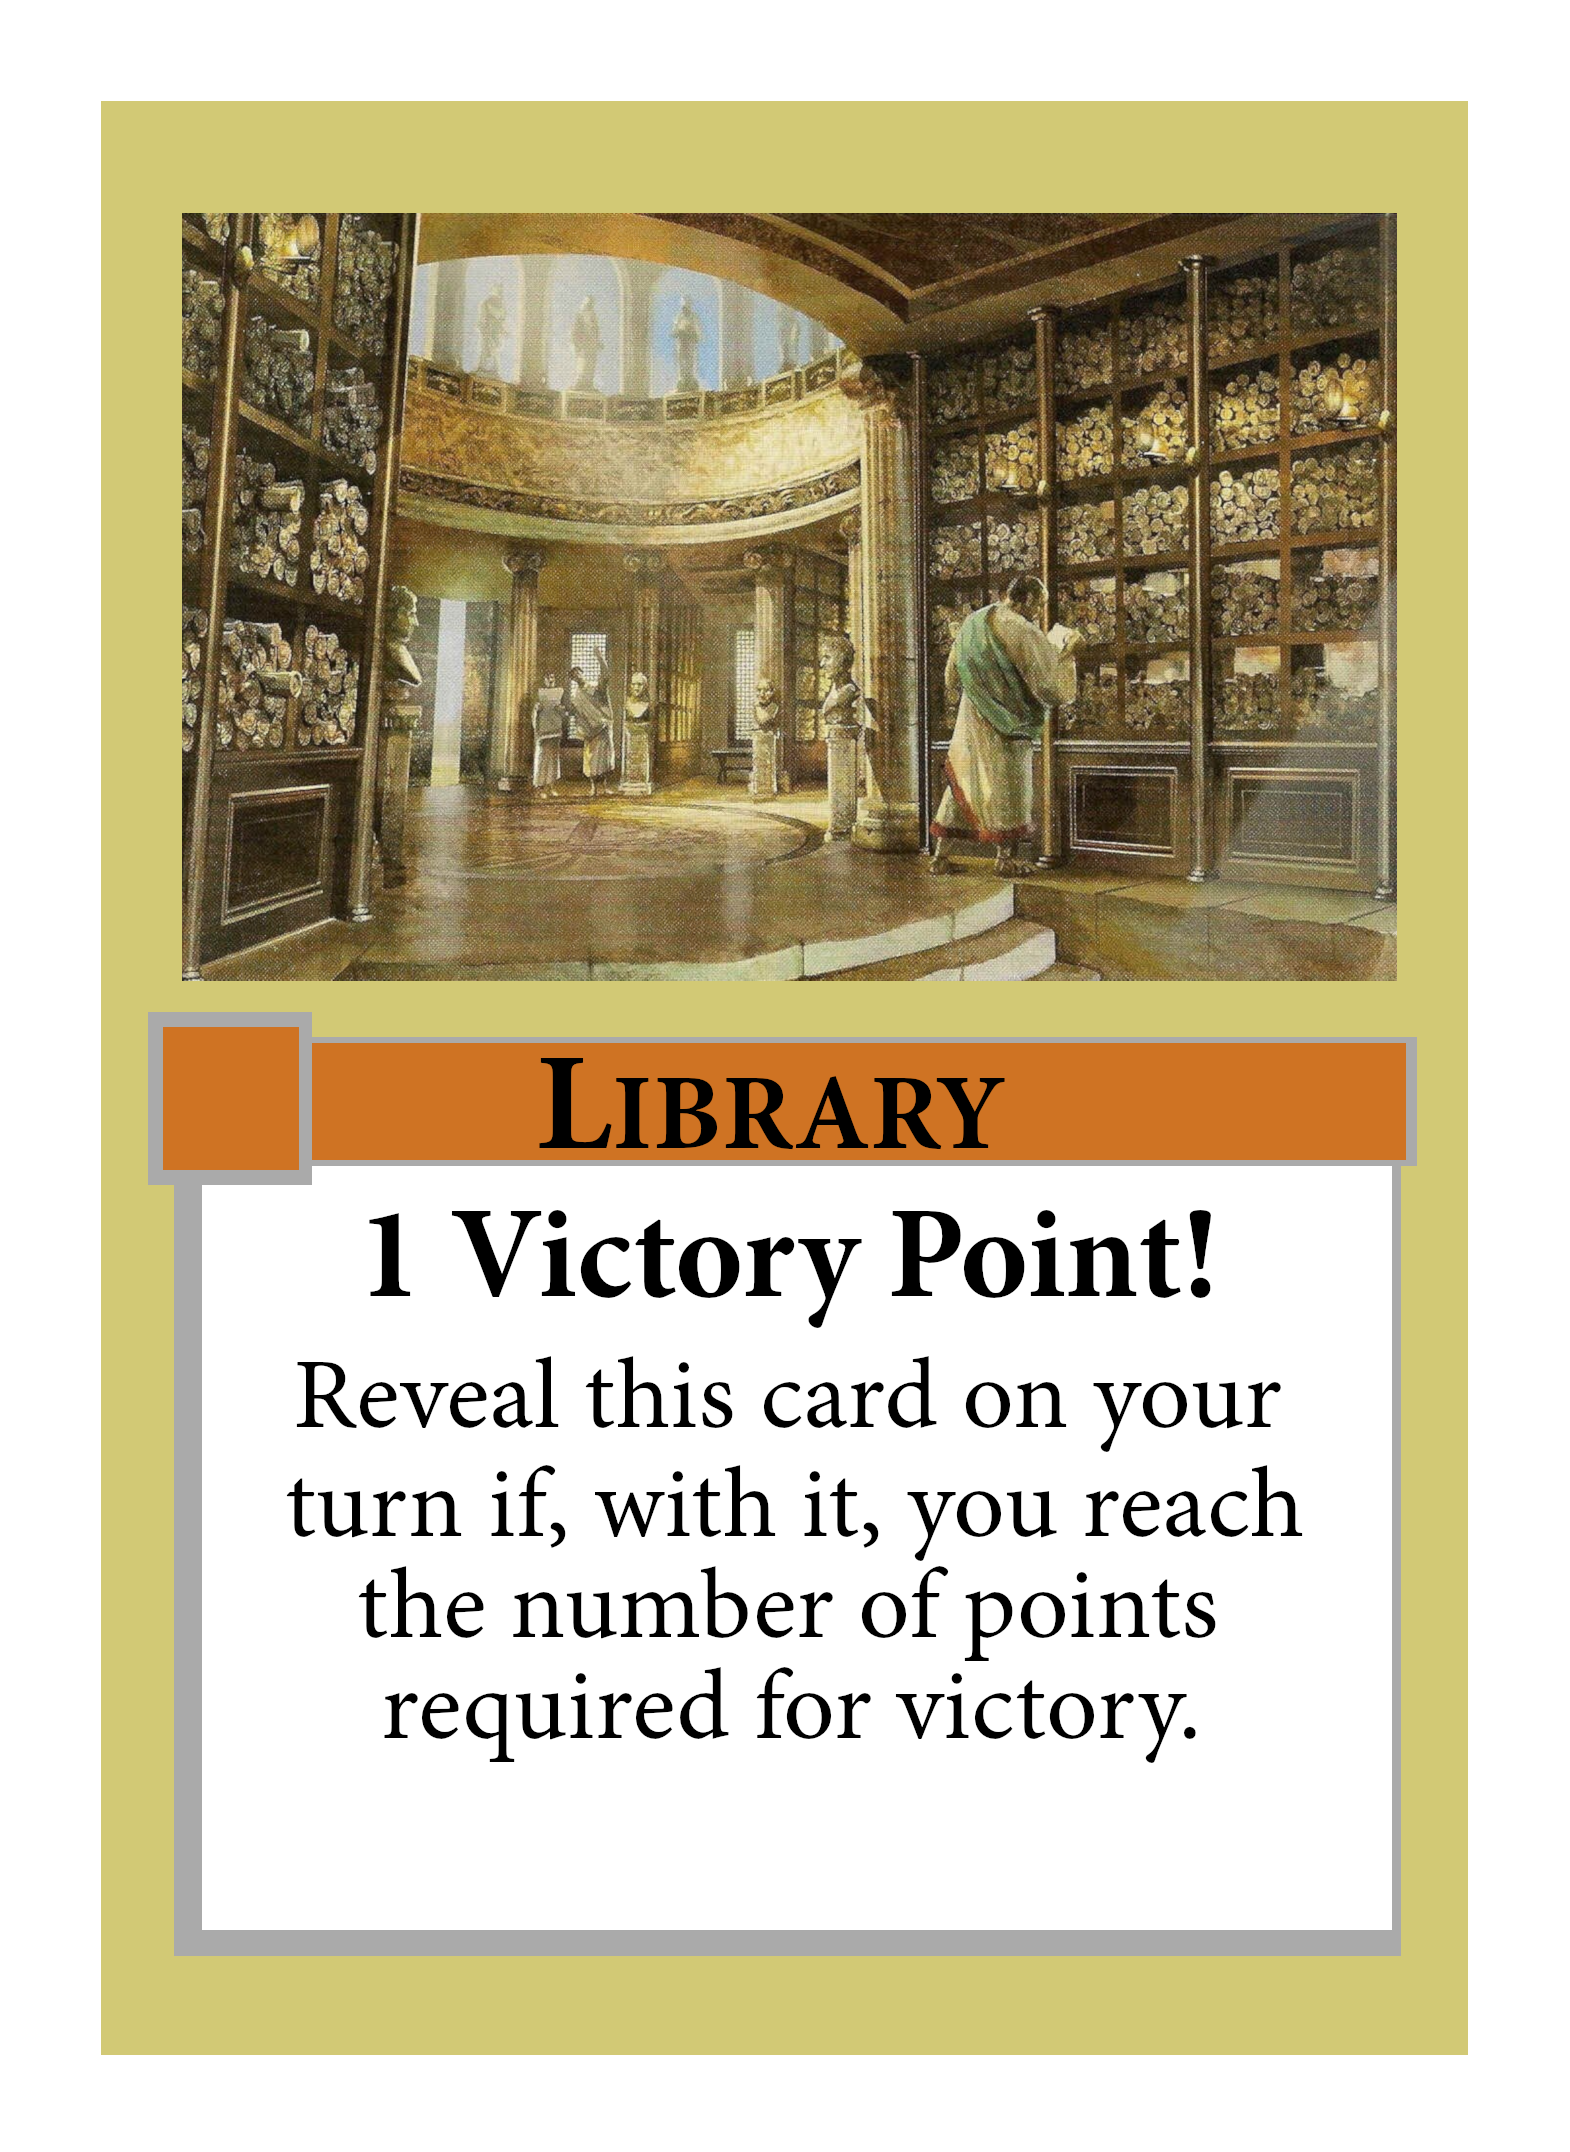 LIBRARY
1 Victory Point!
Reveal this card on your
turn if, with it, you reach
the number of points
required for victory.